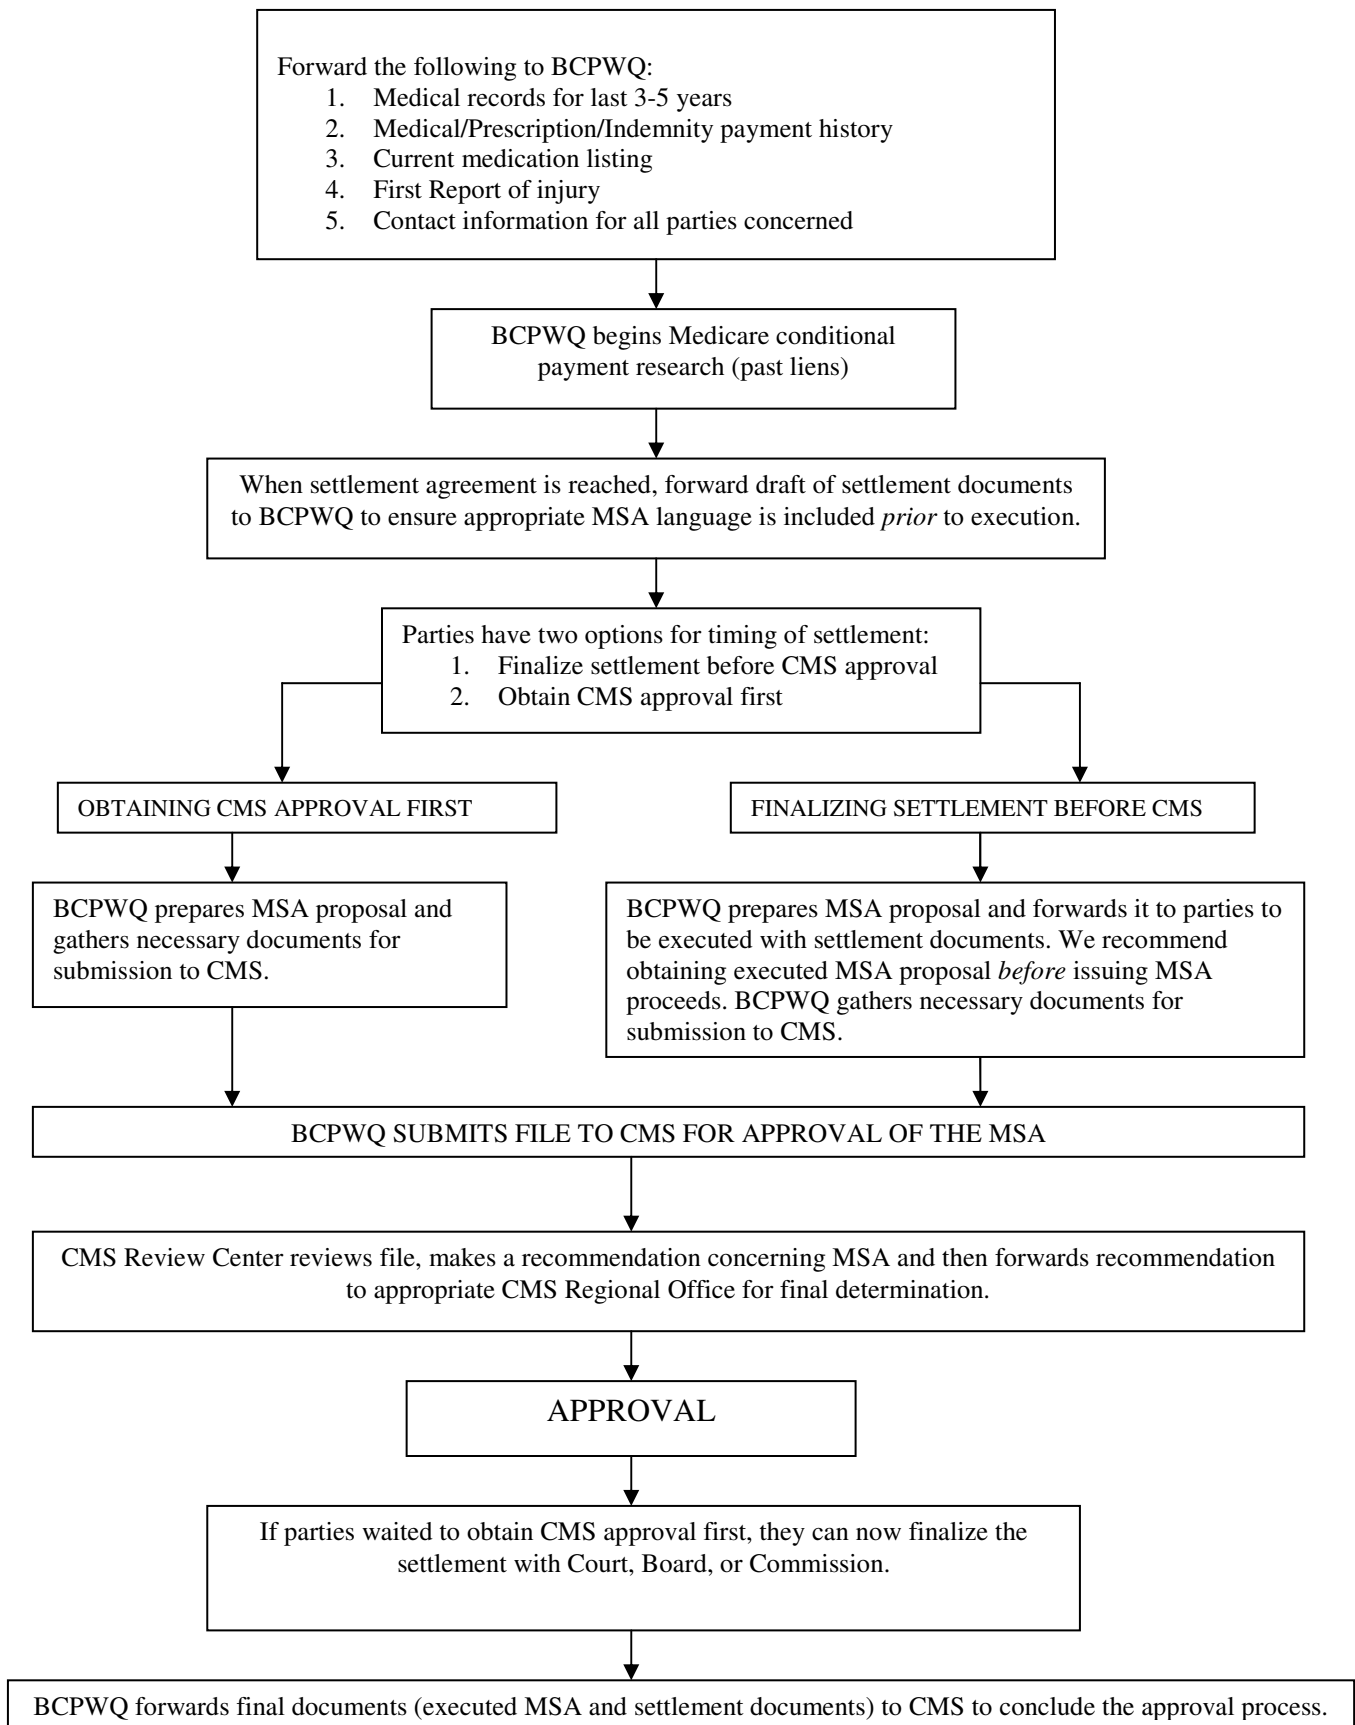 Forward the following to BCPWQ:
1. Medical records for last 3-5 years
2. Medical/Prescription/Indemnity payment history
3. Current medication listing
4. First Report of injury
5. Contact information for all parties concerned
BCPWQ begins Medicare conditional
payment research (past liens)
When settlement agreement is reached, forward draft of settlement documents
to BCPWQ to ensure appropriate MSA language is included prior to execution.
Parties have two options for timing of settlement:
1. Finalize settlement before CMS approval
2. Obtain CMS approval first
OBTAINING CMS APPROVAL FIRST
BCPWQ prepares MSA proposal and
gathers necessary documents for
submission to CMS.
FINALIZING SETTLEMENT BEFORE CMS
BCPWQ prepares MSA proposal and forwards it to parties to
be executed with settlement documents. We recommend
obtaining executed MSA proposal before issuing MSA
proceeds. BCPWQ gathers necessary documents for
submission to CMS.
BCPWQ SUBMITS FILE TO CMS FOR APPROVAL OF THE MSA
CMS Review Center reviews file, makes a recommendation concerning MSA and then forwards recommendation
to appropriate CMS Regional Office for final determination.
APPROVAL
If parties waited to obtain CMS approval first, they can now finalize the
settlement with Court, Board, or Commission.
BCPWQ forwards final documents (executed MSA and settlement documents) to CMS to conclude the approval process.